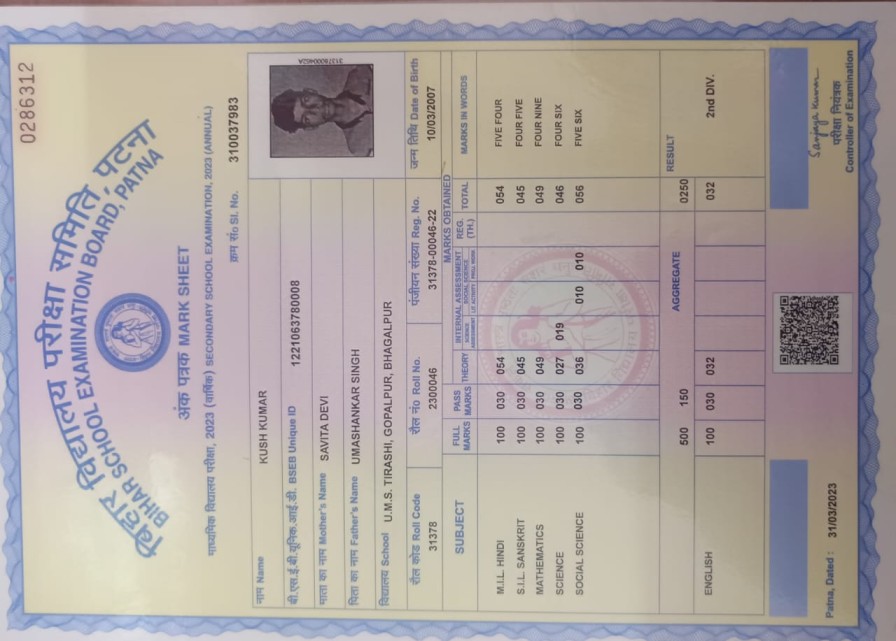 0286312
बिहार विद्यालय परीक्षा समिति, पटना
BIHAR SCHOOL EXAMINATION BOARD, PATNA
अंक पत्रक MARK SHEET
माध्यमिक विद्यालय परीक्षा, 2023 (वार्षिक) SECONDARY SCHOOL EXAMINATION, 2023 (ANNUAL)
क्रम सं० Sl. No. 310037983
नाम Name KUSH KUMAR
बी.एस.ई.बी.यूनिक.आई.डी. BSEB Unique ID 1221063780008
माता का नाम Mother's Name SAVITA DEVI
पिता का नाम Father's Name UMASHANKAR SINGH
विद्यालय School U.M.S. TIRASHI, GOPALPUR, BHAGALPUR
रौल कोड Roll Code रौल नं० Roll No. पंजीयन संख्या Reg. No. जन्म तिथि Date of Birth
31378 2300046 31378-00046-22 10/03/2007
MARKS OBTAINED
SUBJECT FULL MARKS PASS MARKS THEORY INTERNAL ASSESSMENT REG. (TH.) TOTAL MARKS IN WORDS
M.I.L. HINDI 100 030 054 054 FIVE FOUR
S.I.L. SANSKRIT 100 030 045 045 FOUR FIVE
MATHEMATICS 100 030 049 049 FOUR NINE
SCIENCE 100 030 027 019 046 FOUR SIX
SOCIAL SCIENCE 100 030 036 010 010 056 FIVE SIX
AGGREGATE RESULT
500 150 0250
ENGLISH 100 030 032 032 2nd DIV.
Patna, Dated : 31/03/2023
Sanjay Kumar
परीक्षा नियंत्रक
Controller of Examination